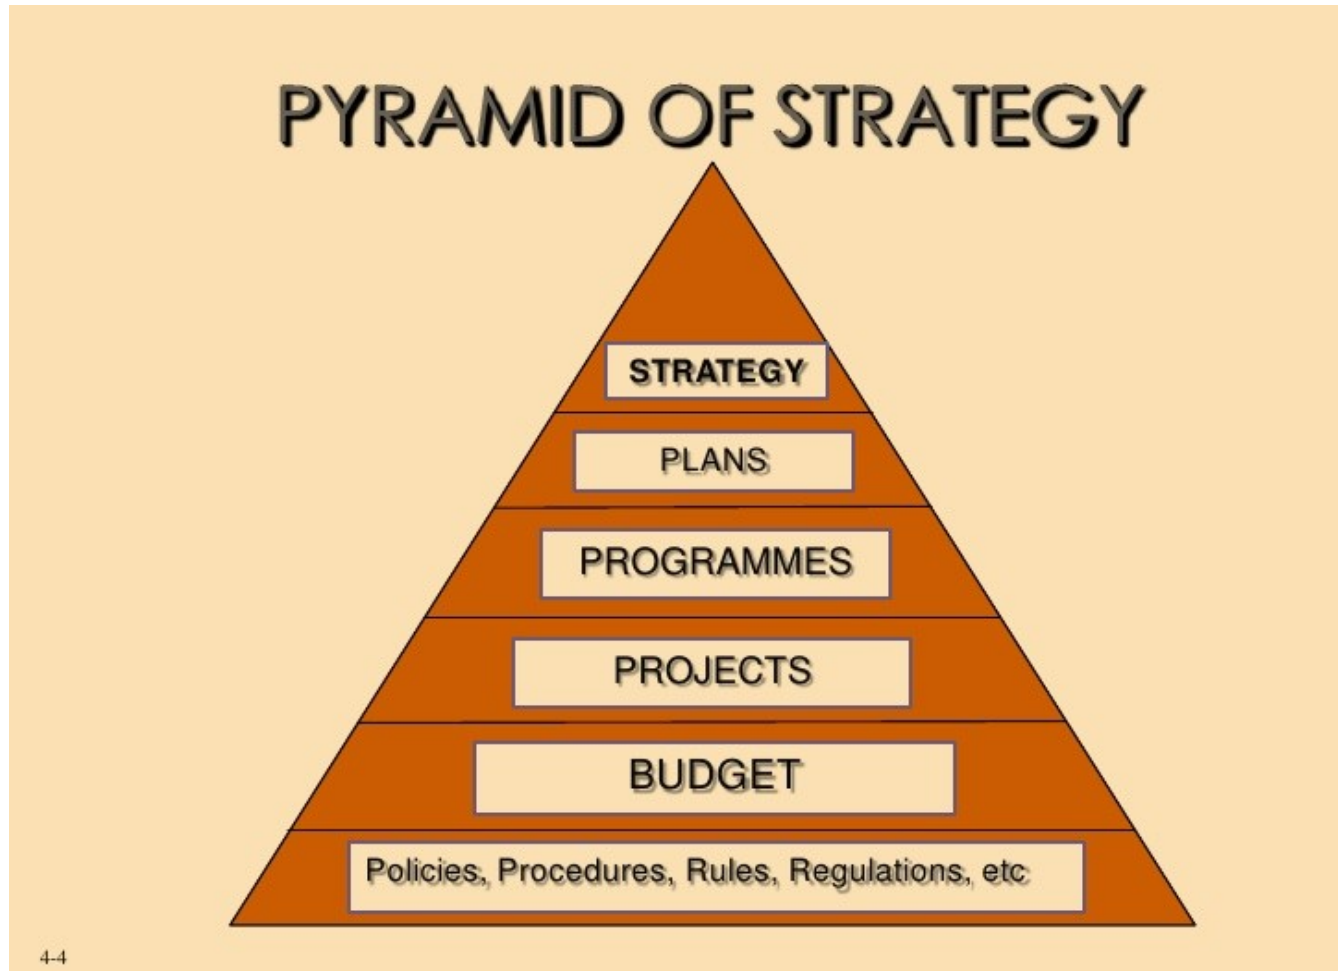 PYRAMID OF STRATEGY
STRATEGY
PLANS
PROGRAMMES
PROJECTS
BUDGET
Policies, Procedures, Rules, Regulations, etc
4-4